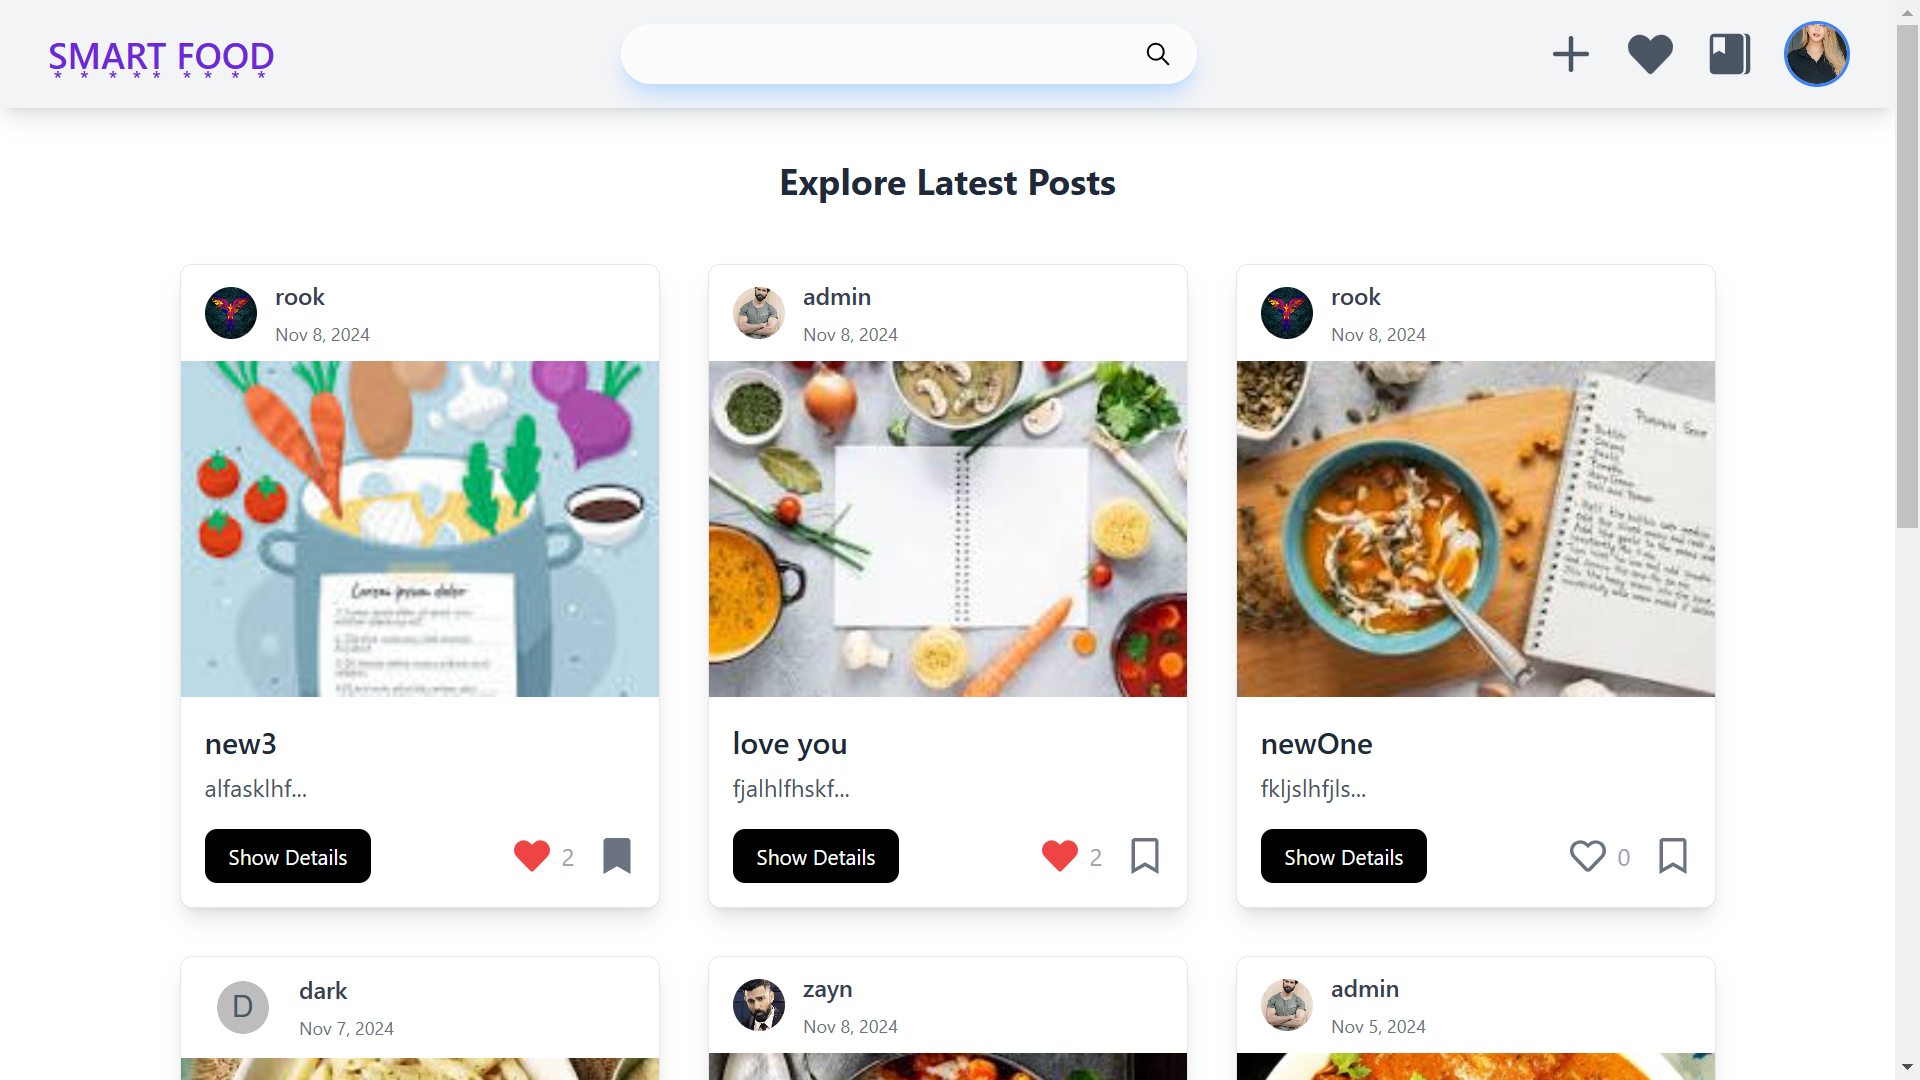 SMART FOOD
* * * * * * * * *
Explore Latest Posts
rook
Nov 8, 2024
admin
Nov 8, 2024
rook
Nov 8, 2024
Lorem ipsum dolor
Pumpkin Soup
new3
alfasklhf...
Show Details
2
love you
fjalhlfhskf...
Show Details
2
newOne
fkljslhfjls...
Show Details
0
D
dark
Nov 7, 2024
zayn
Nov 8, 2024
admin
Nov 5, 2024